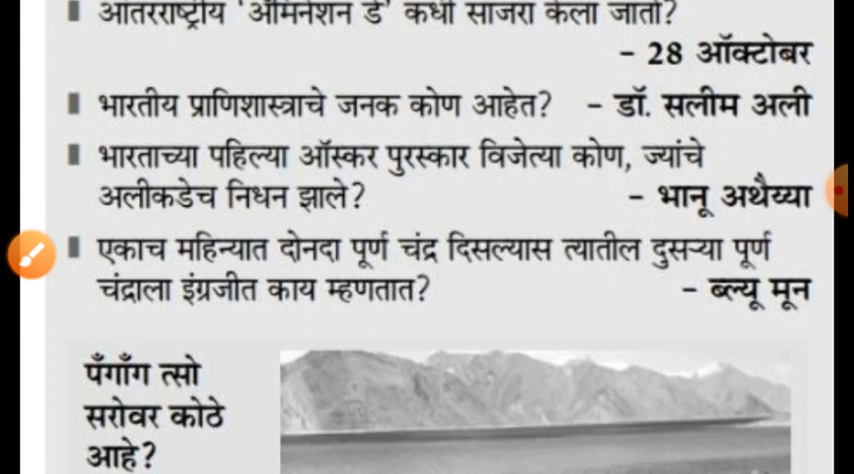 आंतरराष्ट्रीय 'ॲनिमेशन डे' कधी साजरा केला जातो?
- 28 ऑक्टोबर
भारतीय प्राणिशास्त्राचे जनक कोण आहेत? - डॉ. सलीम अली
भारताच्या पहिल्या ऑस्कर पुरस्कार विजेत्या कोण, ज्यांचे
अलीकडेच निधन झाले? - भानू अथैय्या
एकाच महिन्यात दोनदा पूर्ण चंद्र दिसल्यास त्यातील दुसऱ्या पूर्ण
चंद्राला इंग्रजीत काय म्हणतात? - ब्ल्यू मून
पँगाँग त्सो
सरोवर कोठे
आहे?